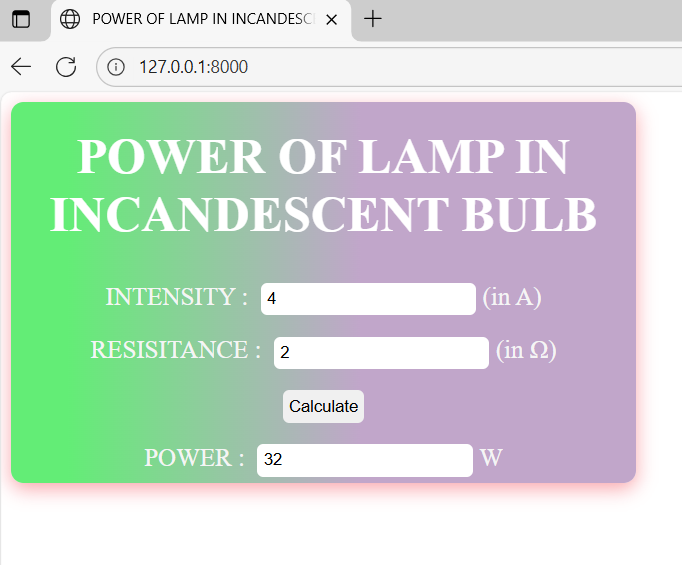 POWER OF LAMP IN INCANDESC
127.0.0.1:8000
POWER OF LAMP IN
INCANDESCENT BULB
INTENSITY : 4 (in A)
RESISITANCE : 2 (in Ω)
Calculate
POWER : 32 W